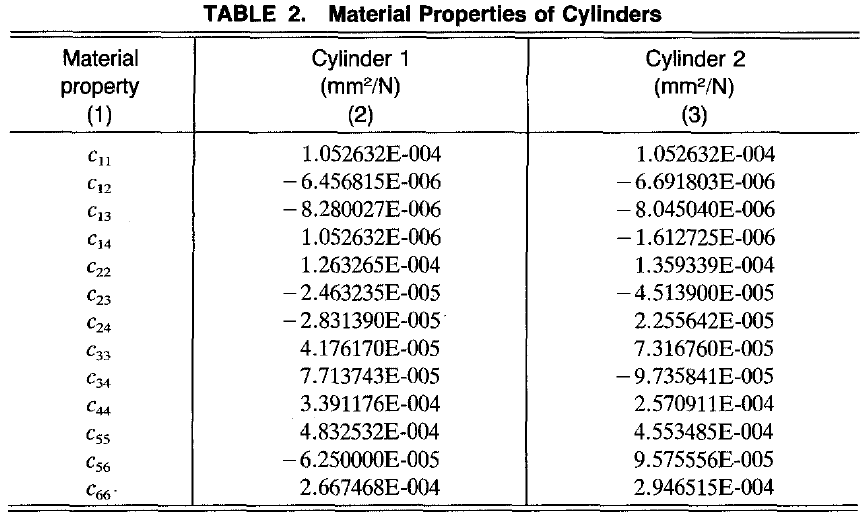 TABLE 2. Material Properties of Cylinders
Material property (1) Cylinder 1 (mm²/N) (2) Cylinder 2 (mm²/N) (3)
c₁₁ 1.052632E-004 1.052632E-004
c₁₂ −6.456815E-006 −6.691803E-006
c₁₃ −8.280027E-006 −8.045040E-006
c₁₄ 1.052632E-006 −1.612725E-006
c₂₂ 1.263265E-004 1.359339E-004
c₂₃ −2.463235E-005 −4.513900E-005
c₂₄ −2.831390E-005 2.255642E-005
c₃₃ 4.176170E-005 7.316760E-005
c₃₄ 7.713743E-005 −9.735841E-005
c₄₄ 3.391176E-004 2.570911E-004
c₅₅ 4.832532E-004 4.553485E-004
c₅₆ −6.250000E-005 9.575556E-005
c₆₆ 2.667468E-004 2.946515E-004